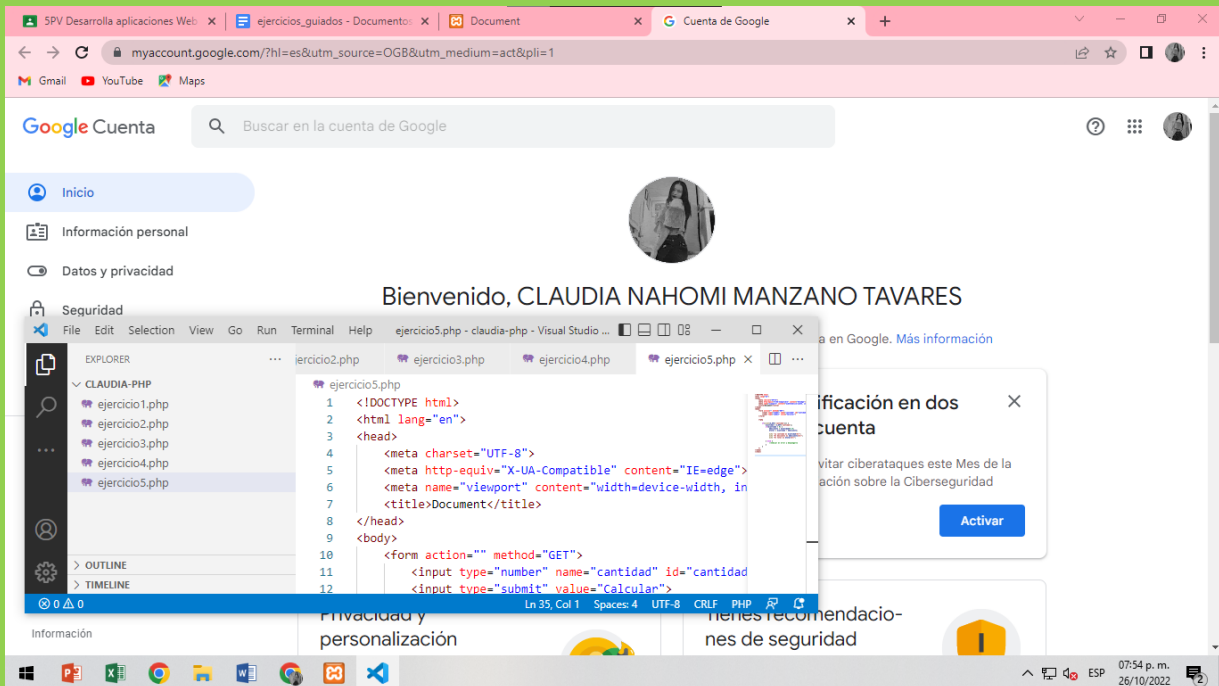 5PV Desarrolla aplicaciones Web
ejercicios_guiados - Documentos
Document
Cuenta de Google
myaccount.google.com/?hl=es&utm_source=OGB&utm_medium=act&pli=1
Gmail
YouTube
Maps
Google Cuenta
Buscar en la cuenta de Google
Inicio
Información personal
Datos y privacidad
Seguridad
Bienvenido, CLAUDIA NAHOMI MANZANO TAVARES
a en Google. Más información
ificación en dos
cuenta
vitar ciberataques este Mes de la
ación sobre la Ciberseguridad
Activar
File Edit Selection View Go Run Terminal Help
ejercicio5.php - claudia-php - Visual Studio ...
EXPLORER
CLAUDIA-PHP
ejercicio1.php
ejercicio2.php
ejercicio3.php
ejercicio4.php
ejercicio5.php
OUTLINE
TIMELINE
ejercicio2.php
ejercicio3.php
ejercicio4.php
ejercicio5.php
ejercicio5.php
1 <!DOCTYPE html>
2 <html lang="en">
3 <head>
4 <meta charset="UTF-8">
5 <meta http-equiv="X-UA-Compatible" content="IE=edge">
6 <meta name="viewport" content="width=device-width, in
7 <title>Document</title>
8 </head>
9 <body>
10 <form action="" method="GET">
11 <input type="number" name="cantidad" id="cantidad
12 <input type="submit" value="Calcular">
0 0
Ln 35, Col 1 Spaces: 4 UTF-8 CRLF PHP
Privacidad y
personalización
Tienes recomendacio-
nes de seguridad
Información
ESP
07:54 p. m.
26/10/2022
2